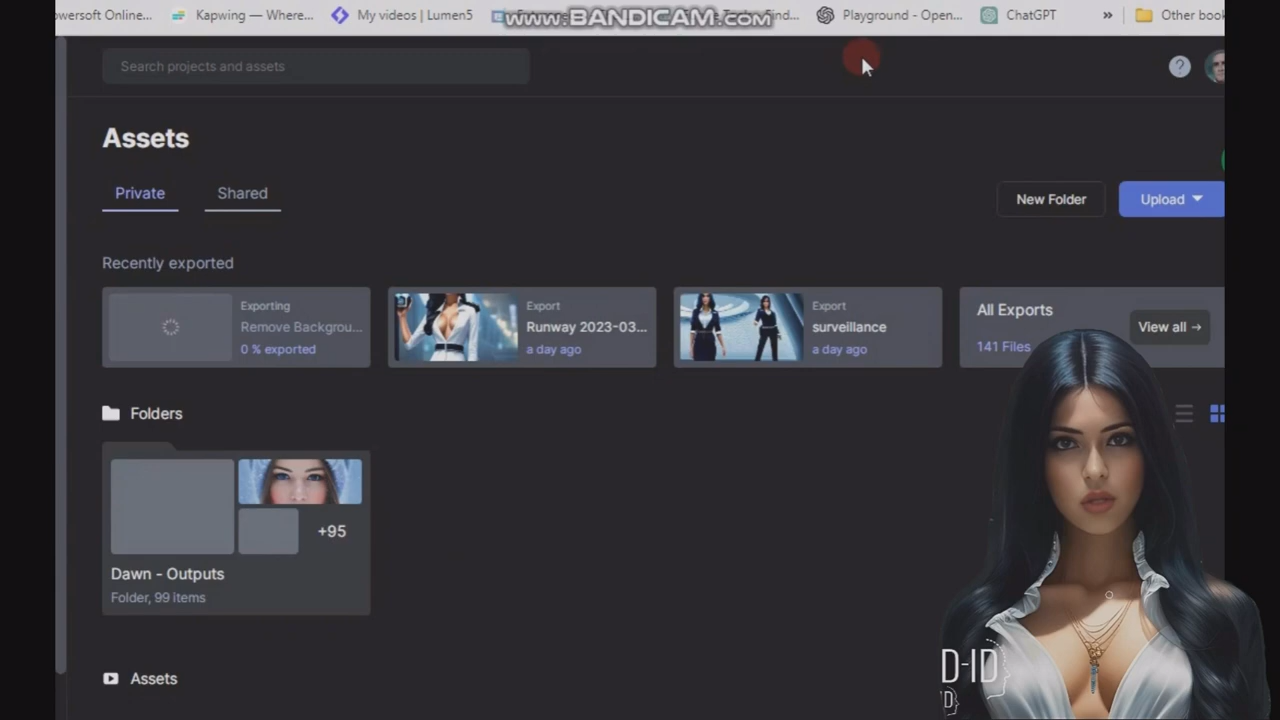 owersoft Online...
Kapwing — Where...
My videos | Lumen5
WWW.BANDICAM.COM
Playground - Open...
ChatGPT
»
Other book
Search projects and assets
?
Assets
Private
Shared
New Folder
Upload
Recently exported
Exporting
Remove Backgrou...
0 % exported
Export
Runway 2023-03...
a day ago
Export
surveillance
a day ago
All Exports
141 Files
View all →
Folders
+95
Dawn - Outputs
Folder, 99 items
Assets
D-ID
ID